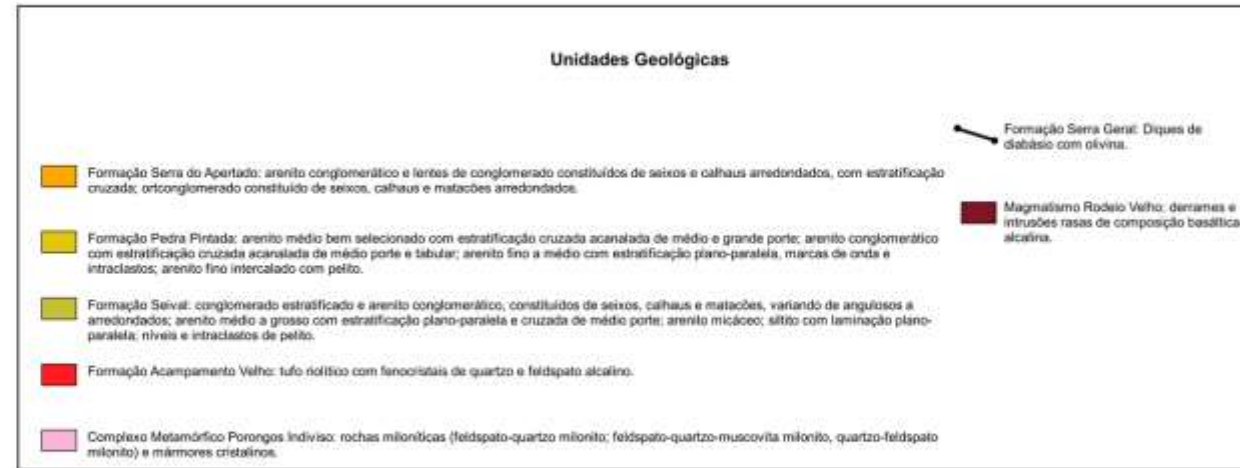 Unidades Geológicas
Formação Serra Geral: Diques de
diabásio com olivina.
Formação Serra do Apertado: arenito conglomerático e lentes de conglomerado constituídos de seixos e calhaus arredondados, com estratificação
cruzada; ortconglomerado constituído de seixos, calhaus e matacões arredondados.
Magmatismo Rodeio Velho: derrames e
intrusões rasas de composição basáltica
alcalina.
Formação Pedra Pintada: arenito médio bem selecionado com estratificação cruzada acanalada de médio e grande porte; arenito conglomerático
com estratificação cruzada acanalada de médio porte e tabular; arenito fino a médio com estratificação plano-paralela, marcas de onda e
intraclastos; arenito fino intercalado com pelito.
Formação Seival: conglomerado estratificado e arenito conglomerático, constituídos de seixos, calhaus e matacões, variando de angulosos a
arredondados; arenito médio a grosso com estratificação plano-paralela e cruzada de médio porte; arenito micáceo; siltito com laminação plano-
paralela; níveis e intraclastos de pelito.
Formação Acampamento Velho: tufo riolítico com fenocristais de quartzo e feldspato alcalino.
Complexo Metamórfico Porongos Indiviso: rochas miloníticas (feldspato-quartzo milonito; feldspato-quartzo-muscovita milonito, quartzo-feldspato
milonito) e mármores cristalinos.